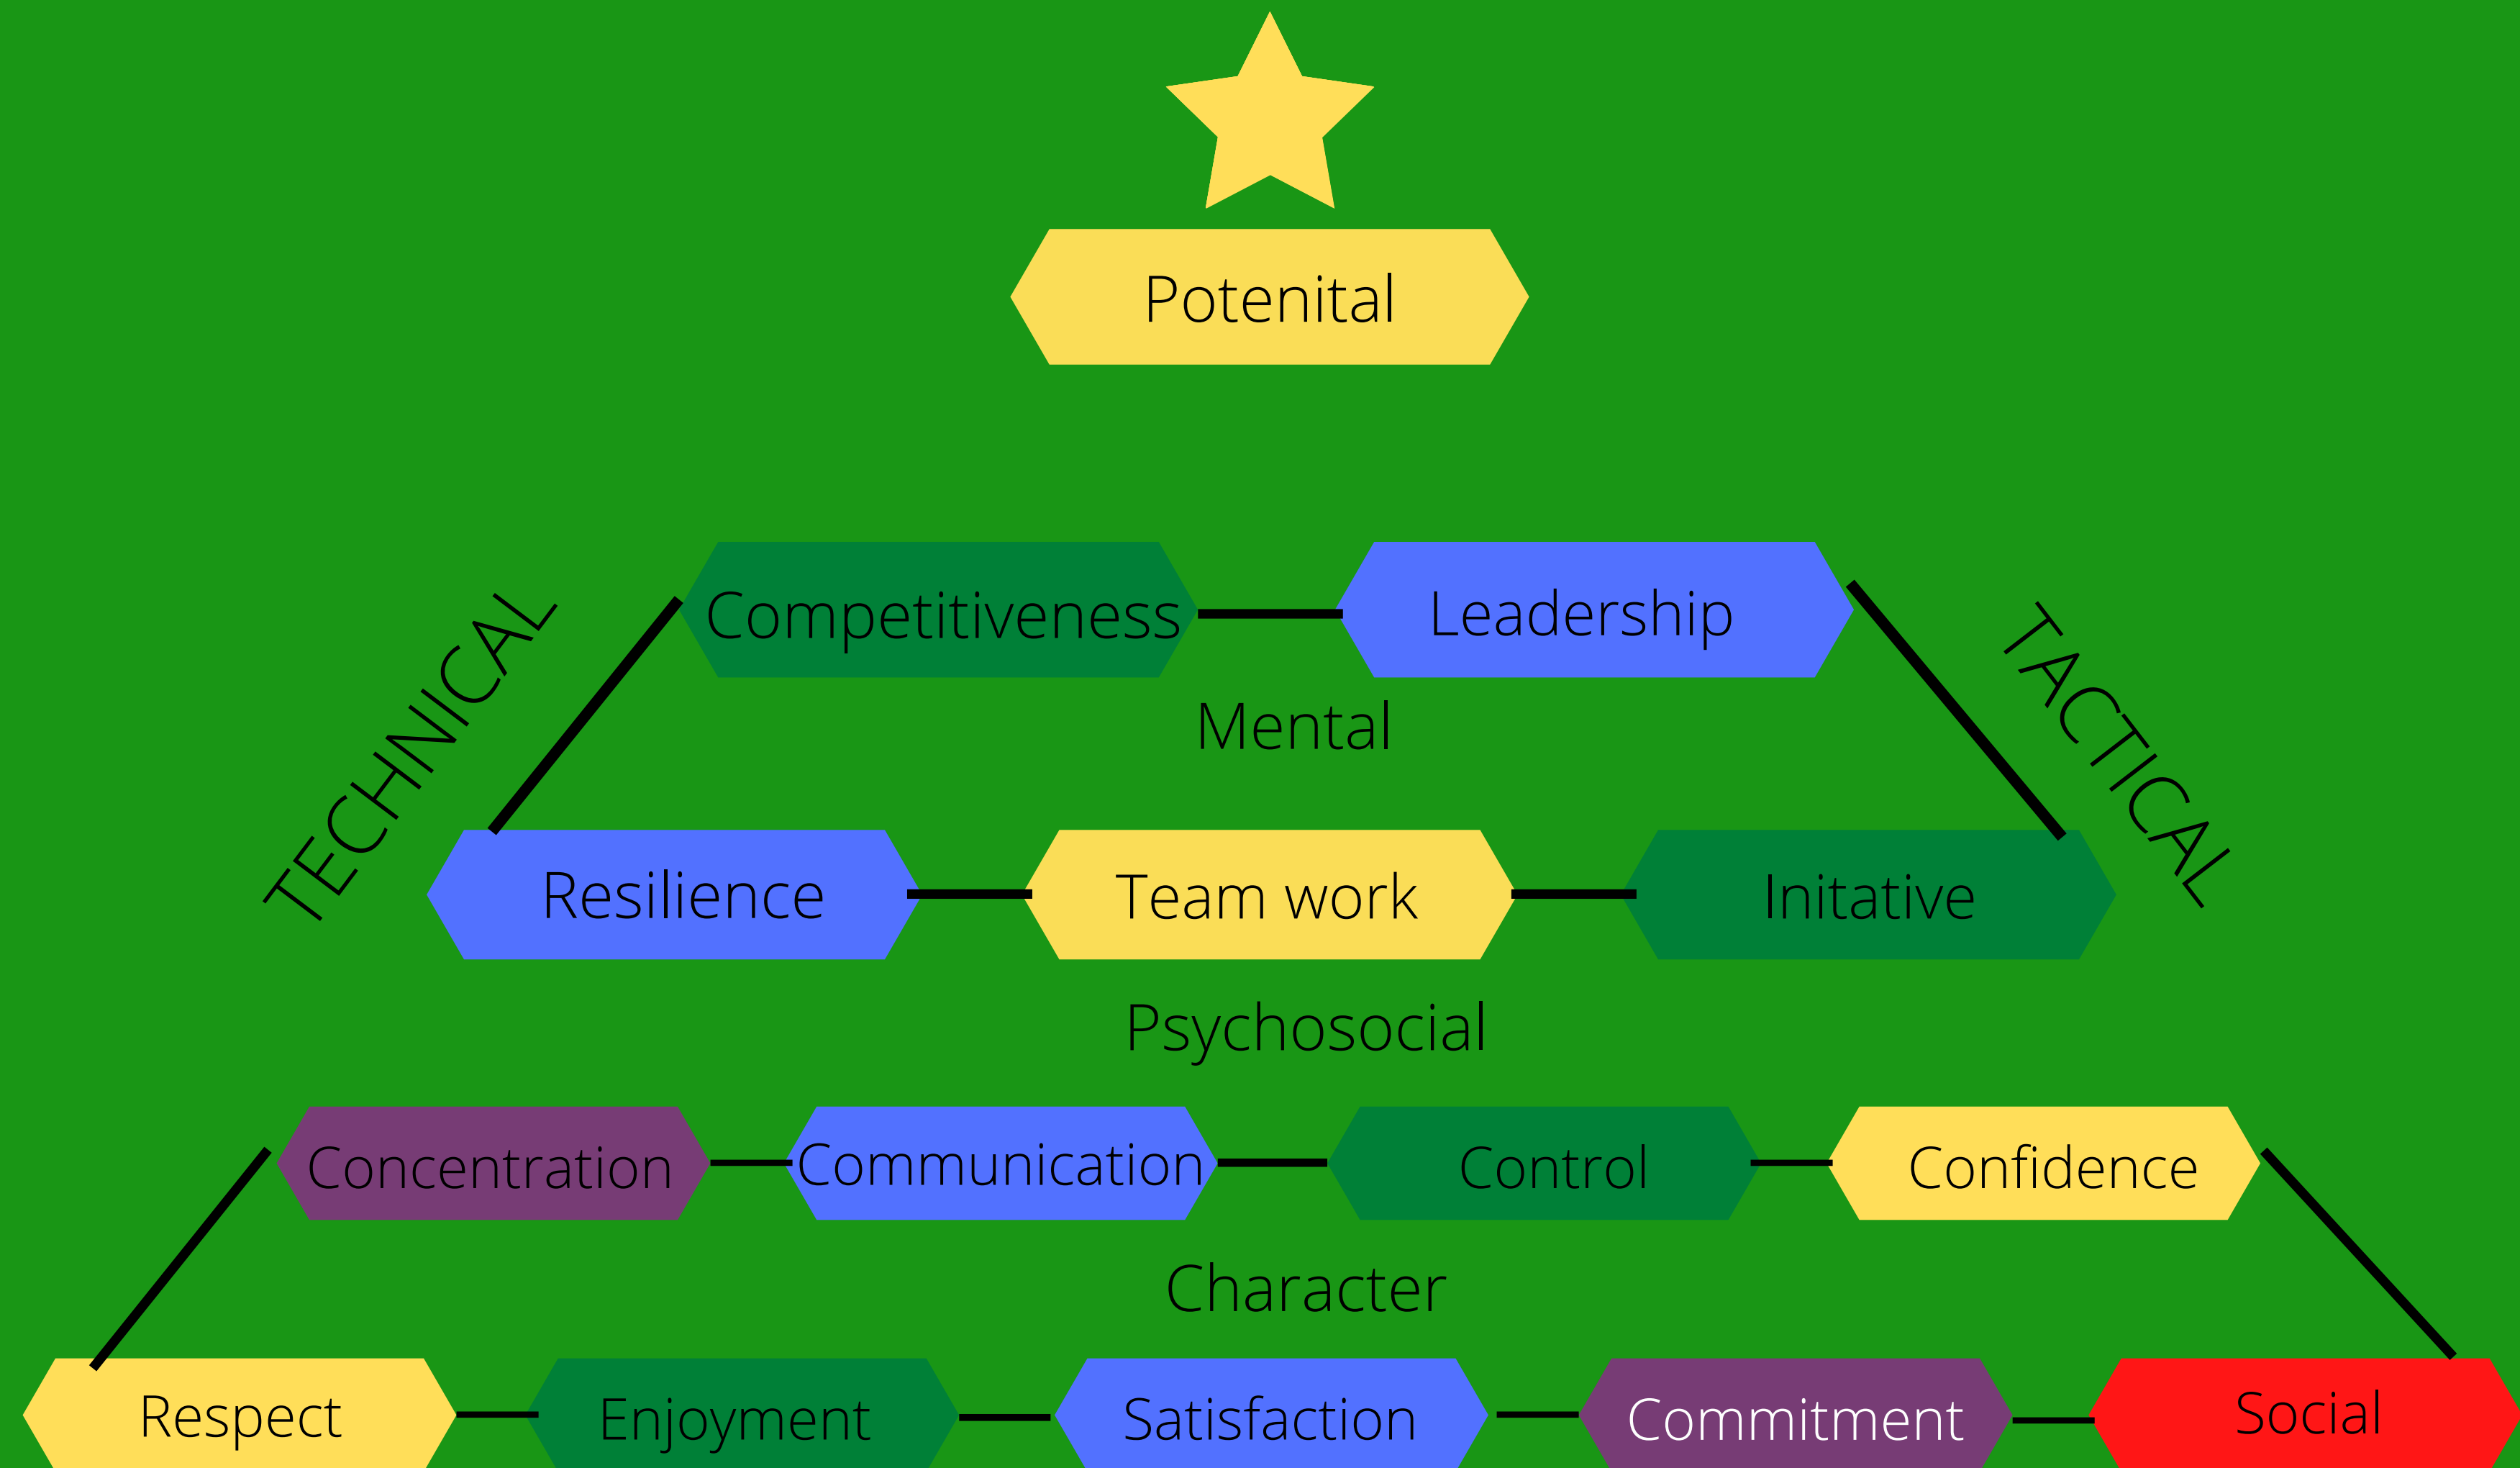 Potenital
Competitiveness
Leadership
TECHNICAL
TACTICAL
Mental
Resilience
Team work
Initative
Psychosocial
Concentration
Communication
Control
Confidence
Character
Respect
Enjoyment
Satisfaction
Commitment
Social